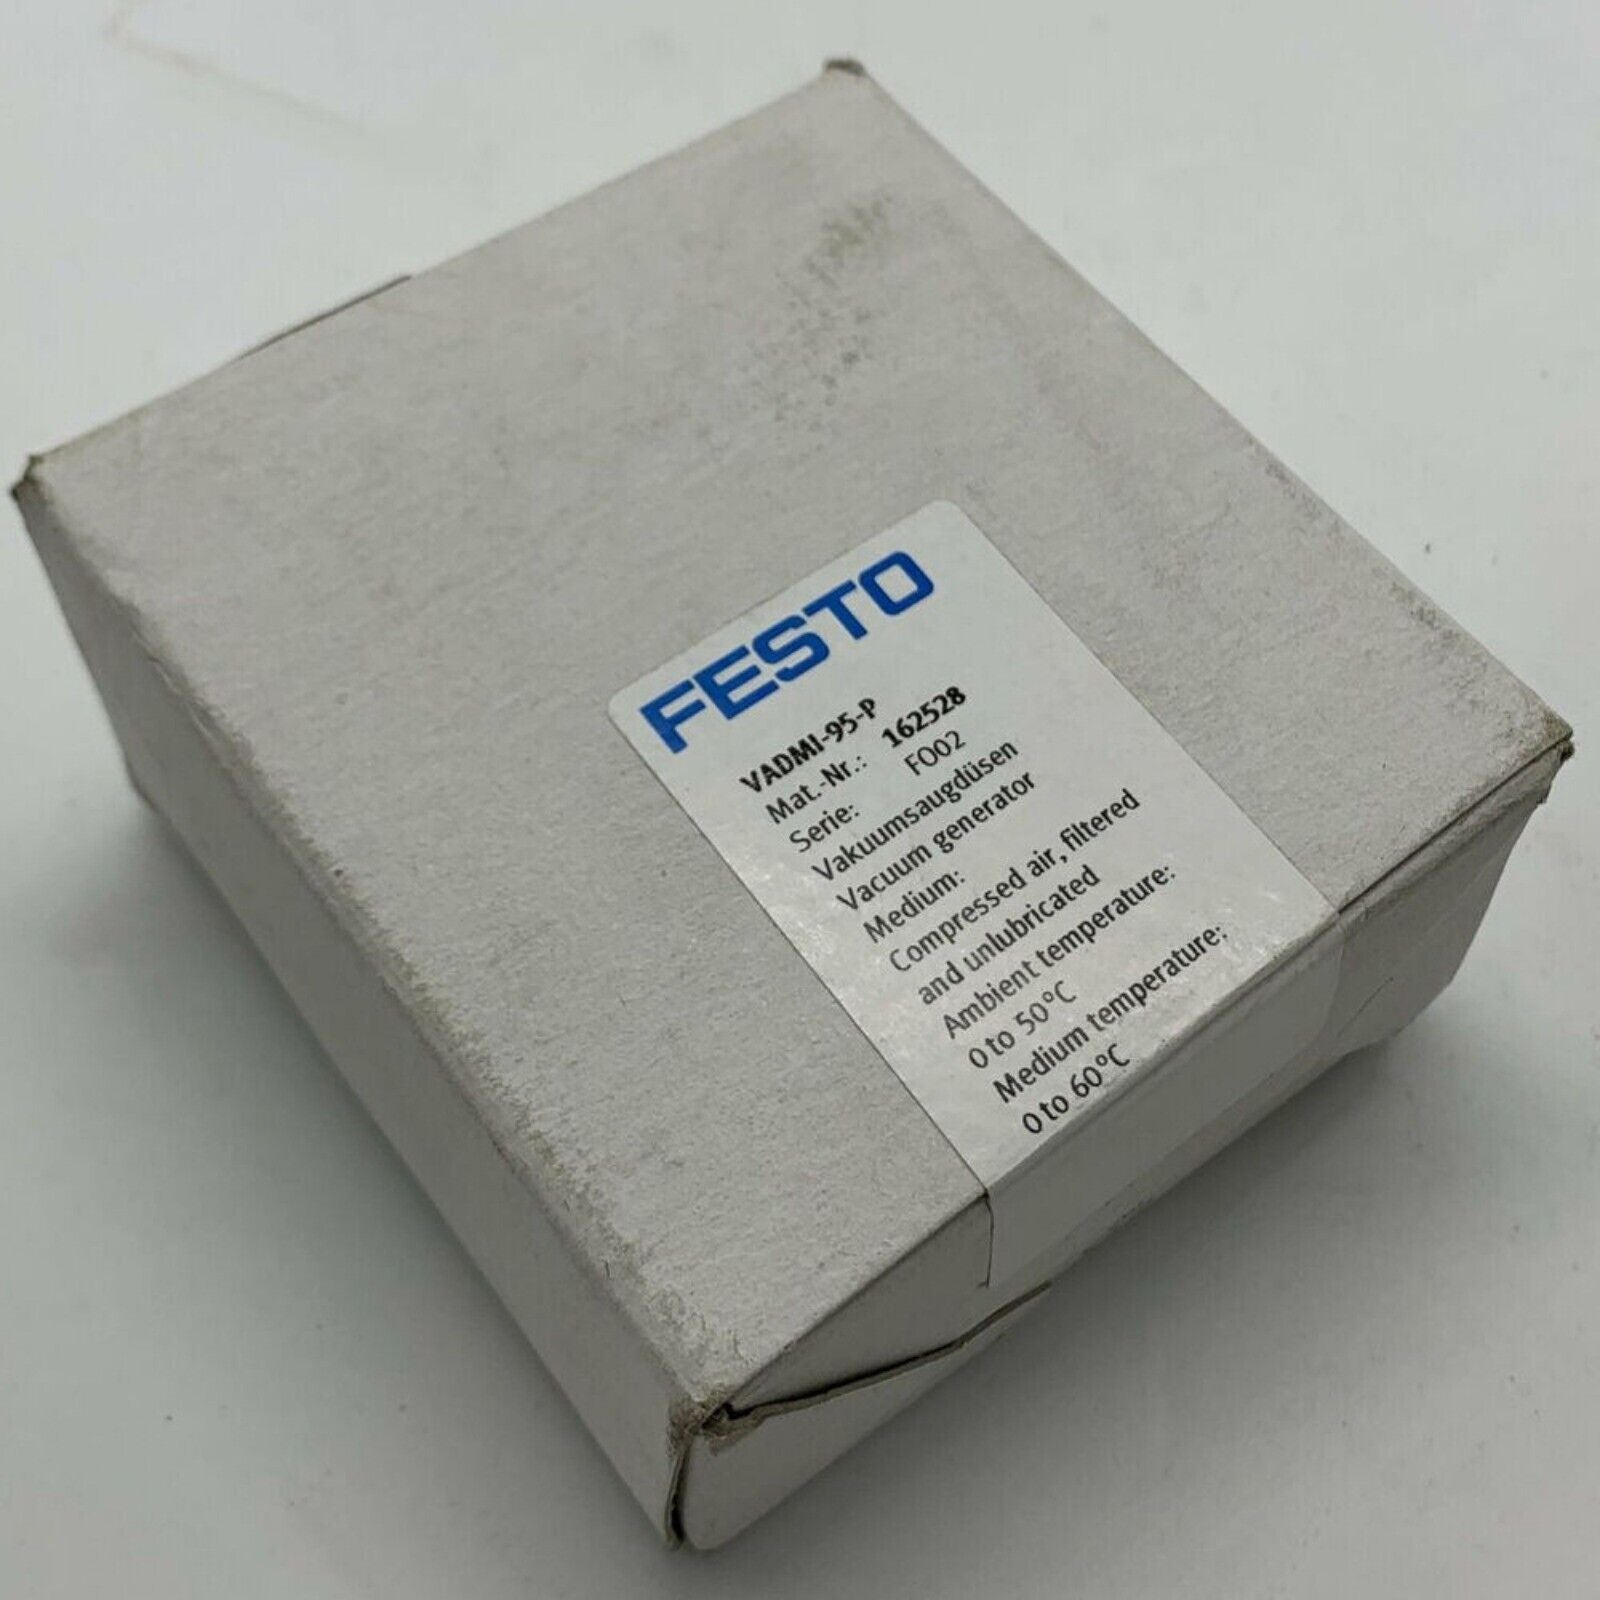 FESTO
VADMI-95-P
Mat.-Nr.: 162528
Serie: FO02
Vakuumsaugdüsen
Vacuum generator
Medium:
Compressed air, filtered
and unlubricated
Ambient temperature:
0 to 50°C
Medium temperature:
0 to 60°C